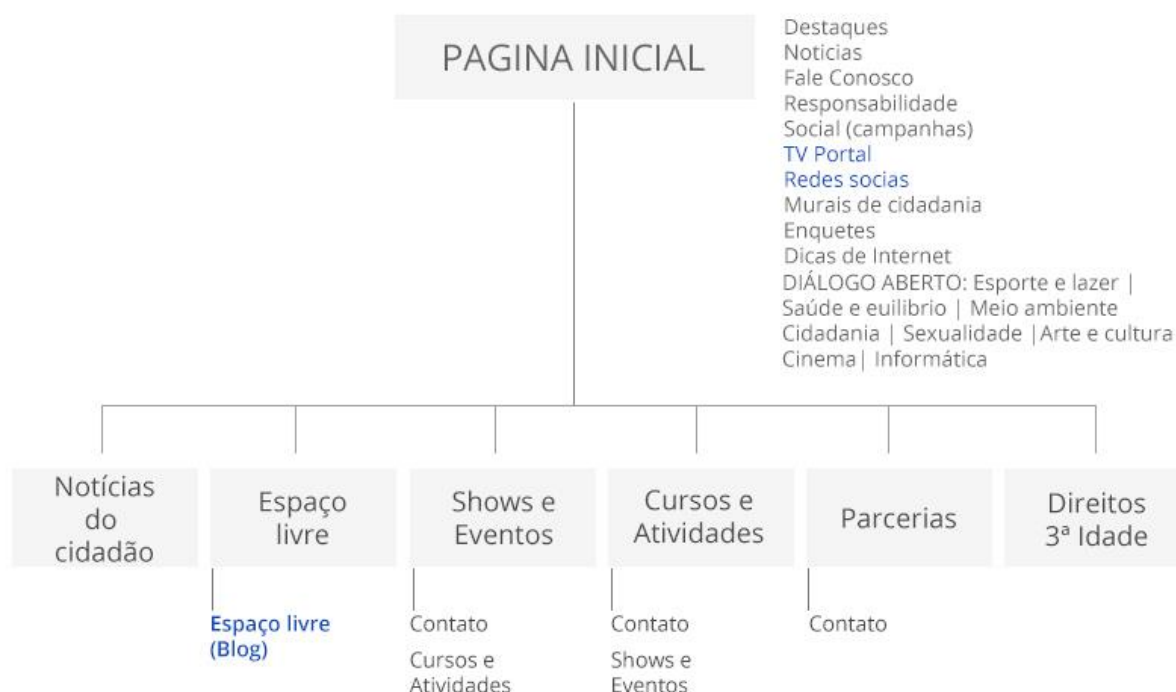 PAGINA INICIAL
Destaques
Noticias
Fale Conosco
Responsabilidade
Social (campanhas)
TV Portal
Redes socias
Murais de cidadania
Enquetes
Dicas de Internet
DIÁLOGO ABERTO: Esporte e lazer |
Saúde e euilibrio | Meio ambiente
Cidadania | Sexualidade |Arte e cultura
Cinema| Informática
Notícias
do
cidadão
Espaço
livre
Shows e
Eventos
Cursos e
Atividades
Parcerias
Direitos
3ª Idade
Espaço livre
(Blog)
Contato
Cursos e
Atividades
Contato
Shows e
Eventos
Contato